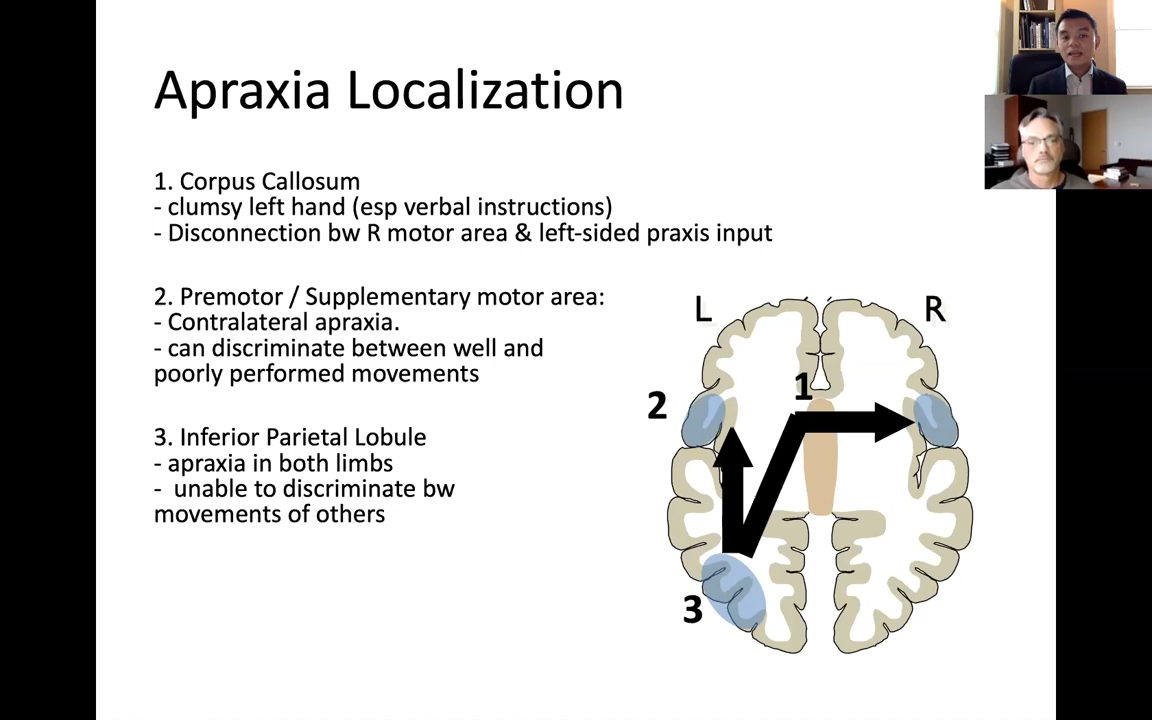 Apraxia Localization
1. Corpus Callosum
- clumsy left hand (esp verbal instructions)
- Disconnection bw R motor area & left-sided praxis input
2. Premotor / Supplementary motor area:
- Contralateral apraxia.
- can discriminate between well and
poorly performed movements
3. Inferior Parietal Lobule
- apraxia in both limbs
-  unable to discriminate bw
movements of others
L
R
1
2
3